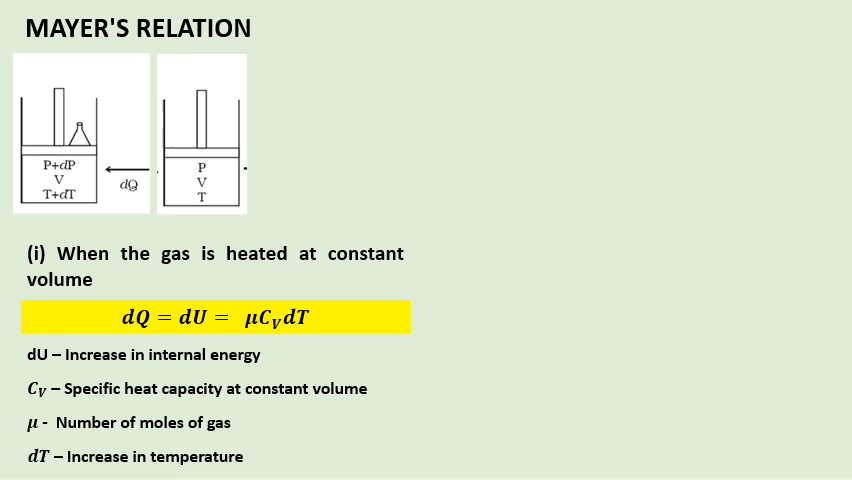 MAYER'S RELATION
P+dP
V
T+dT
dQ
P
V
T
(i) When the gas is heated at constant
volume
dQ = dU = μC_V dT
dU – Increase in internal energy
C_V – Specific heat capacity at constant volume
μ - Number of moles of gas
dT – Increase in temperature